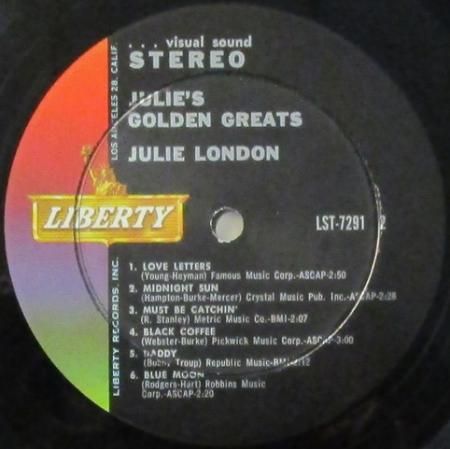 . . . visual sound
STEREO
JULIE'S
GOLDEN GREATS
JULIE LONDON
LOS ANGELES 28, CALIF.
LIBERTY
LIBERTY RECORDS, INC.
LST-7291 2
1. LOVE LETTERS
(Young-Heyman) Famous Music Corp.-ASCAP-2:50
2. MIDNIGHT SUN
(Hampton-Burke-Mercer) Crystal Music Pub. Inc.-ASCAP-2:28
3. MUST BE CATCHIN'
(R. Stanley) Metric Music Co.-BMI-2:07
4. BLACK COFFEE
(Webster-Burke) Pickwick Music Corp-ASCAP-3:00
5. DADDY
(Bobby Troup) Republic Music-BMI-2:12
6. BLUE MOON
(Rodgers-Hart) Robbins Music
Corp.-ASCAP-2:20